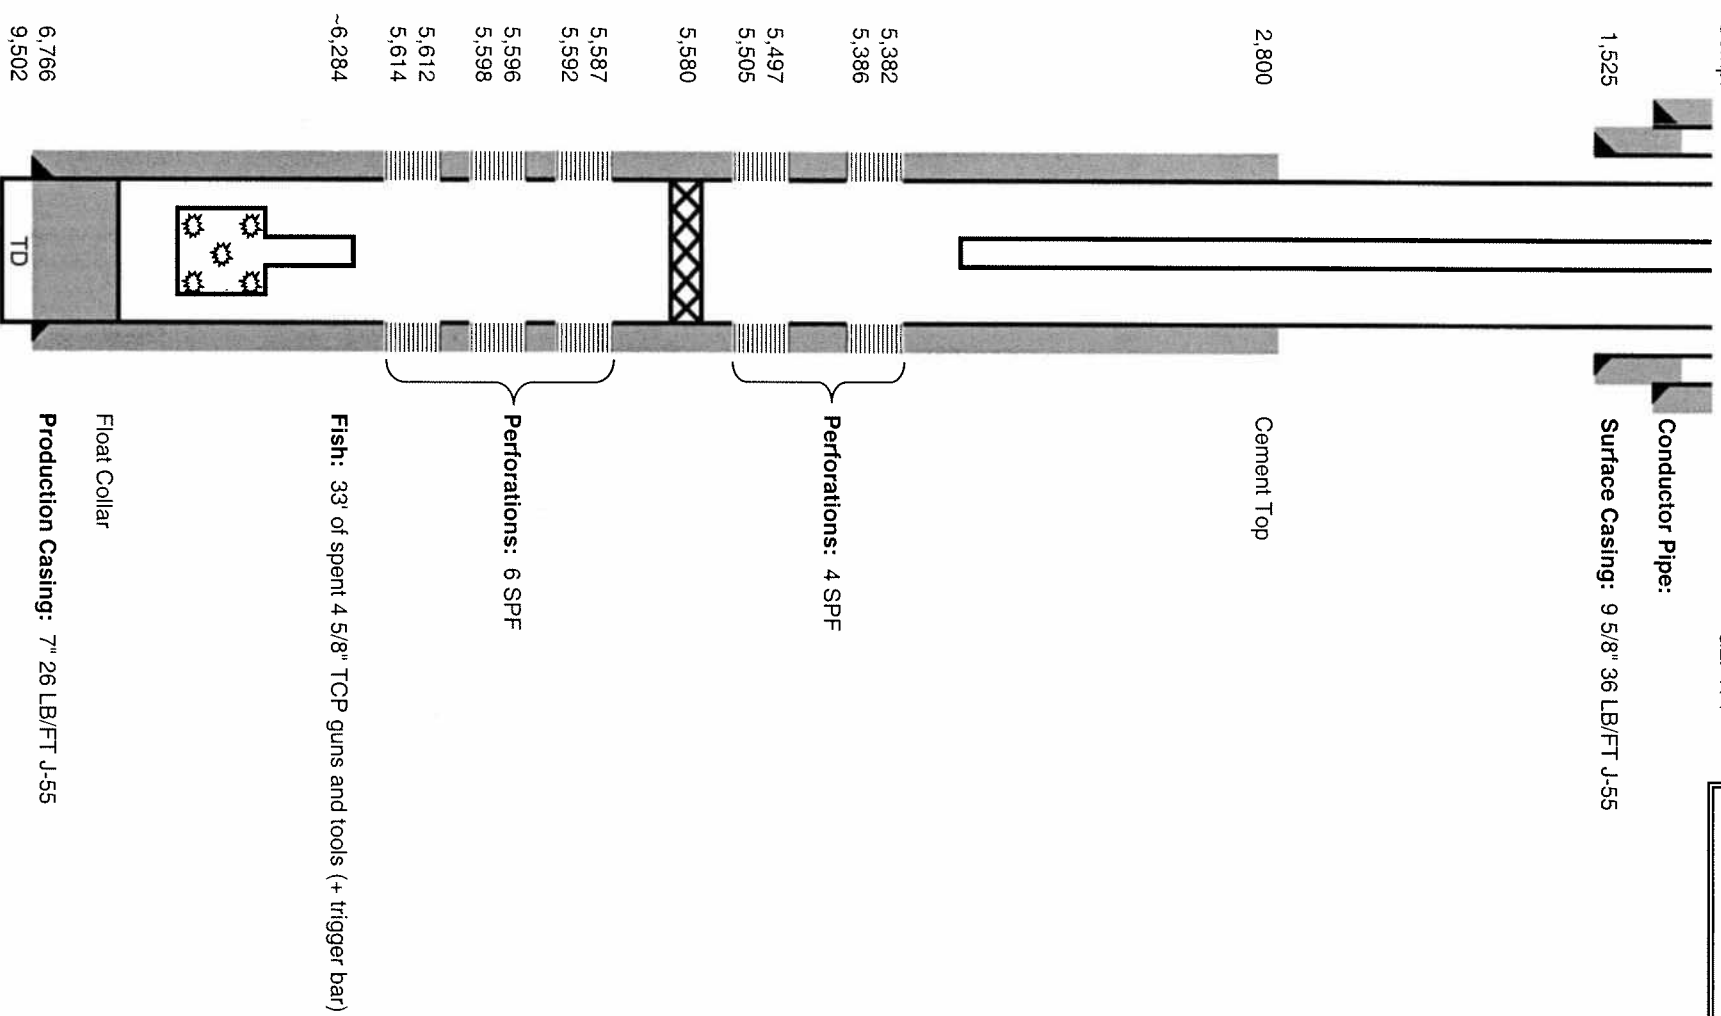 Conductor Pipe:
1,525 Surface Casing: 9 5/8" 36 LB/FT J-55
2,800 Cement Top
5,382
5,386
Perforations: 4 SPF
5,497
5,505
5,580
5,587
5,592
5,596
5,598
Perforations: 6 SPF
5,612
5,614
~6,284 Fish: 33' of spent 4 5/8" TCP guns and tools (+ trigger bar)
Float Collar
6,766 Production Casing: 7" 26 LB/FT J-55
9,502 TD